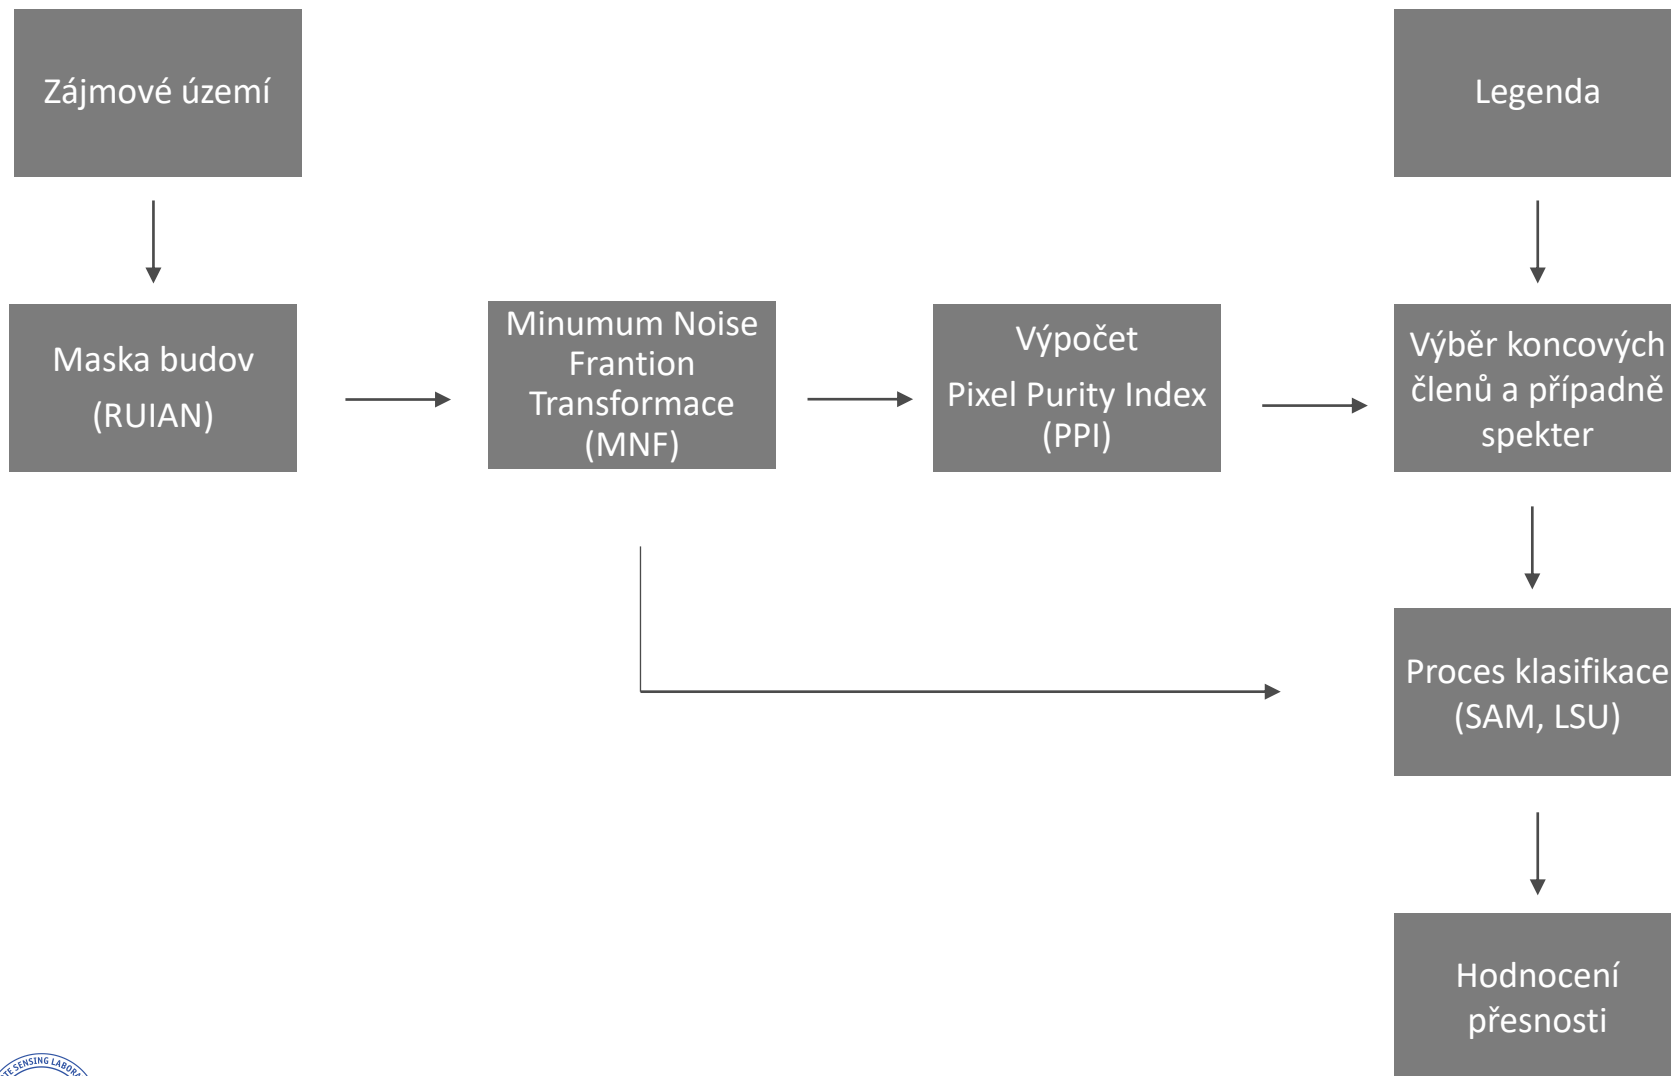 Zájmové území
Legenda
Maska budov
(RUIAN)
Minumum Noise
Frantion
Transformace
(MNF)
Výpočet
Pixel Purity Index
(PPI)
Výběr koncových
členů a případně
spekter
Proces klasifikace
(SAM, LSU)
Hodnocení
přesnosti
SENSING